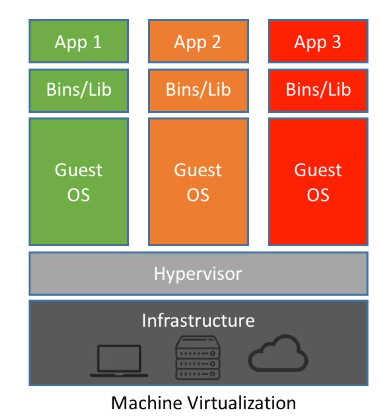 App 1
App 2
App 3
Bins/Lib
Bins/Lib
Bins/Lib
Guest
OS
Guest
OS
Guest
OS
Hypervisor
Infrastructure
Machine Virtualization